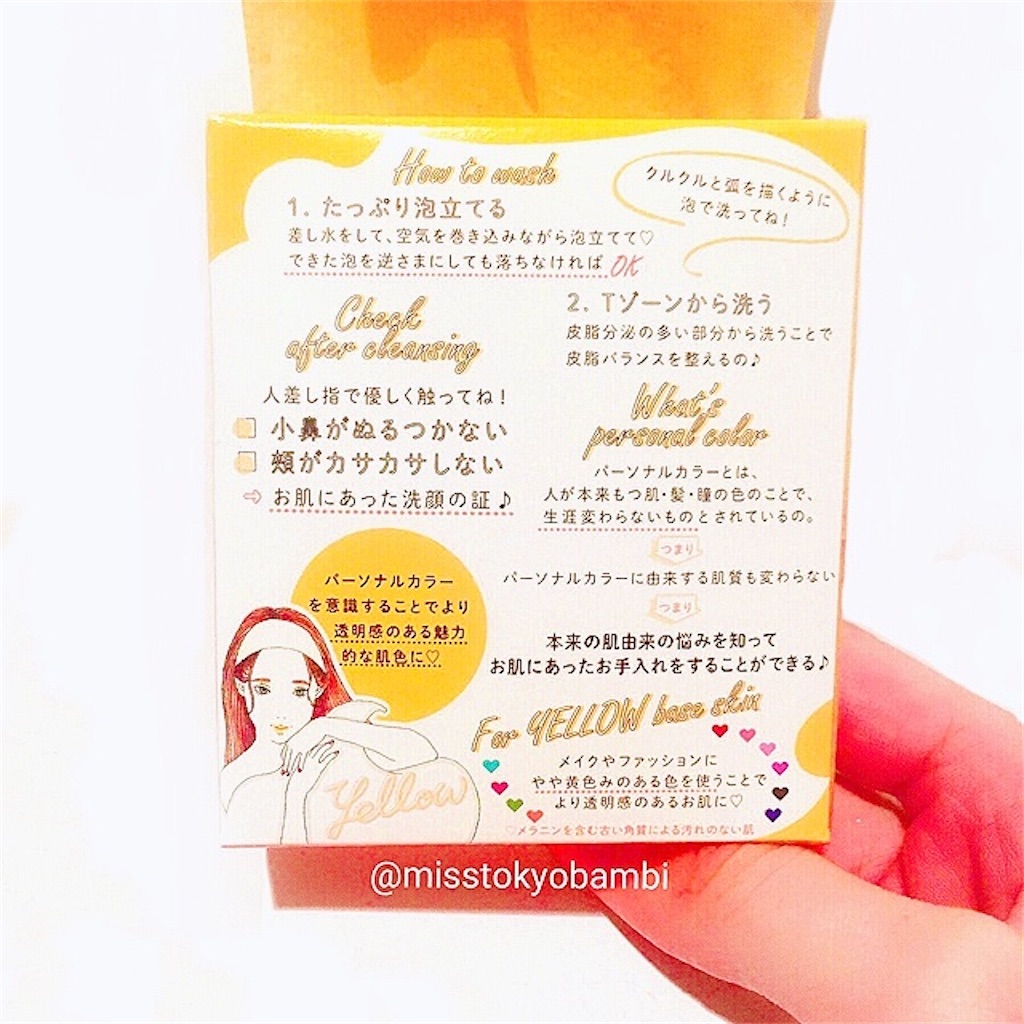 How to wash
1. たっぷり泡立てる
差し水をして、空気を巻き込みながら泡立てて♡
できた泡を逆さまにしても落ちなければOK
クルクルと弧を描くように
泡で洗ってね!
2. Tゾーンから洗う
皮脂分泌の多い部分から洗うことで
皮脂バランスを整えるの♪
Check
after cleansing
人差し指で優しく触ってね!
小鼻がぬるつかない
頬がカサカサしない
⇨ お肌にあった洗顔の証♪
What's
personal color
パーソナルカラーとは、
人が本来もつ肌・髪・瞳の色のことで、
生涯変わらないものとされているの。
つまり
パーソナルカラーに由来する肌質も変わらない
つまり
本来の肌由来の悩みを知って
お肌にあったお手入れをすることができる♪
パーソナルカラー
を意識することでより
透明感のある魅力
的な肌色に♡
Yellow
For YELLOW base skin
メイクやファッションに
やや黄色みのある色を使うことで
より透明感のあるお肌に♡
♡メラニンを含む古い角質による汚れのない肌
@misstokyobambi